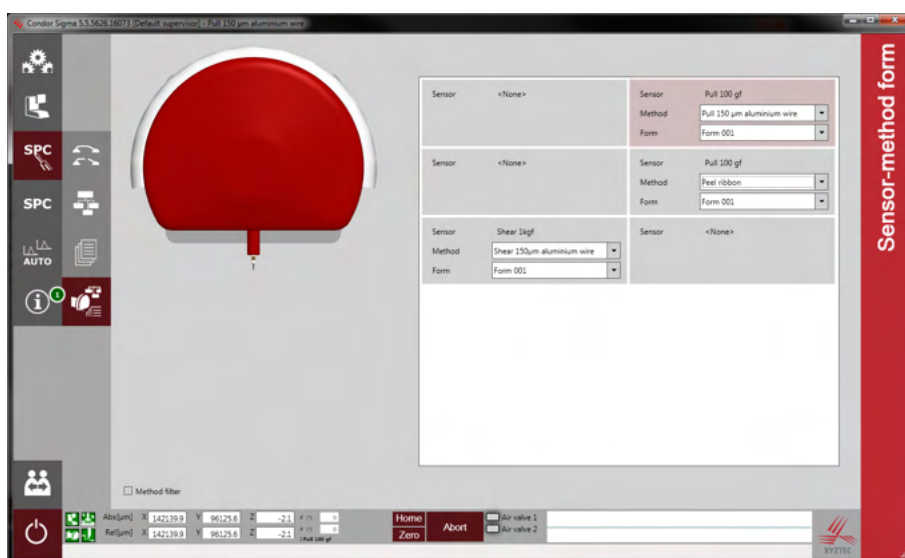 Condor Sigma 5.5.5626.16073 [Default supervisor] - Pull 150 µm aluminium wire
Sensor-method form
SPC
SPC
AUTO
1
Sensor <None>
Sensor Pull 100 gf
Method Pull 150 µm aluminium wire
Form Form 001
Sensor <None>
Sensor Pull 100 gf
Method Peel ribbon
Form Form 001
Sensor Shear 1kgf
Method Shear 150µm aluminium wire
Form Form 001
Sensor <None>
Method filter
Abs[µm] X 142139.9 Y 96125.6 Z -2.1
Rel[µm] X 142139.9 Y 96125.6 Z -2.1
Pull 100 gf
Home
Zero
Abort
Air valve 1
Air valve 2
XYZTEC